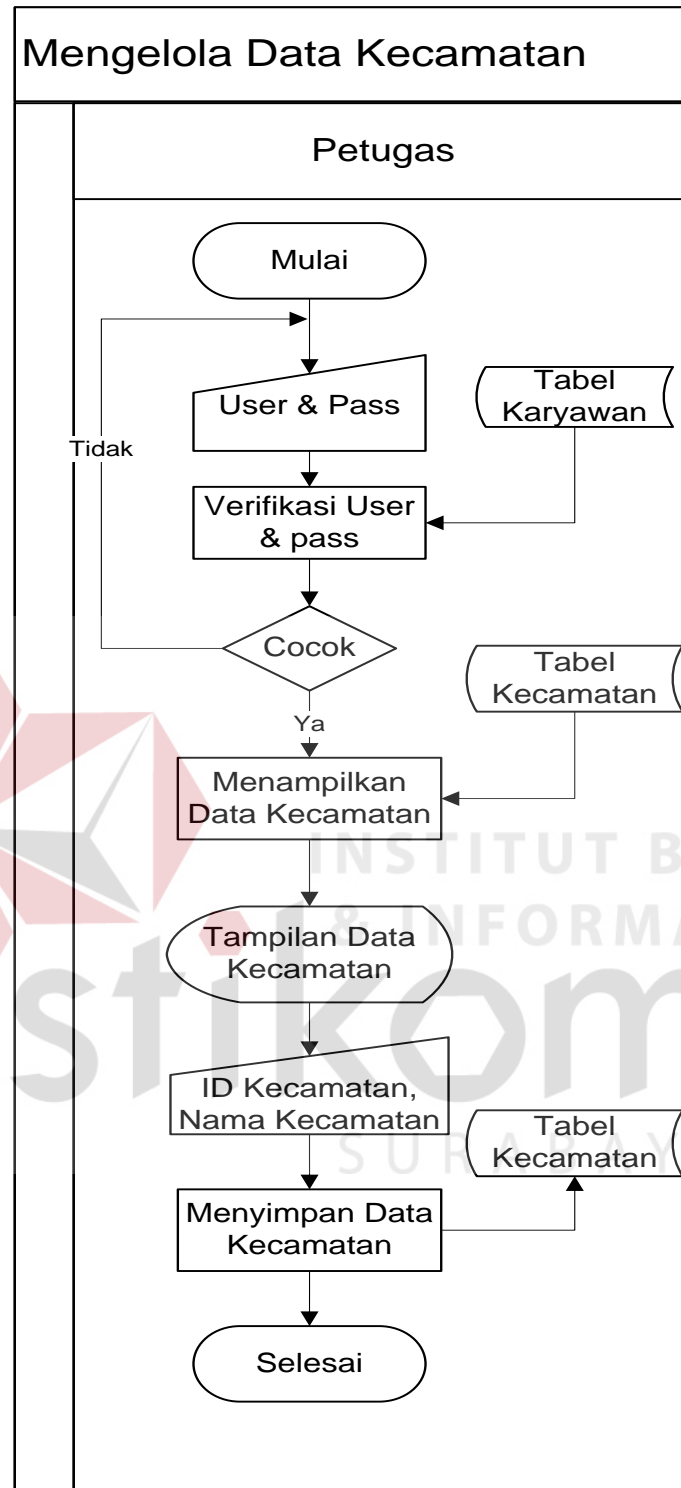 Mengelola Data Kecamatan
Petugas
Mulai
User & Pass
Tabel
Karyawan
Tidak
Verifikasi User
& pass
Cocok
Tabel
Kecamatan
Ya
Menampilkan
Data Kecamatan
INSTITUT B
Tampilan Data
Kecamatan
& INFORMA
stikom
ID Kecamatan,
Nama Kecamatan
Tabel
Kecamatan
SURABAY
Menyimpan Data
Kecamatan
Selesai